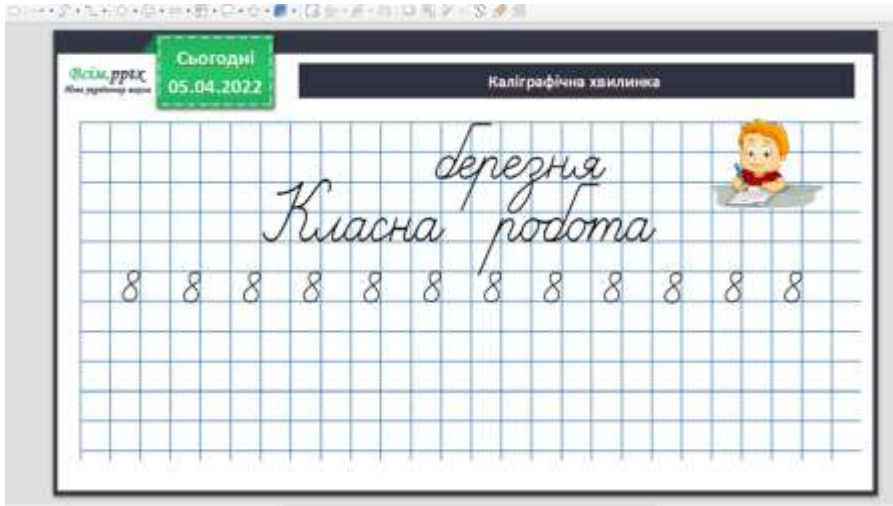 Сьогодні
05.04.2022
Всім.pptx
Каліграфічна хвилинка
березня
Класна робота
8 8 8 8 8 8 8 8 8 8 8 8